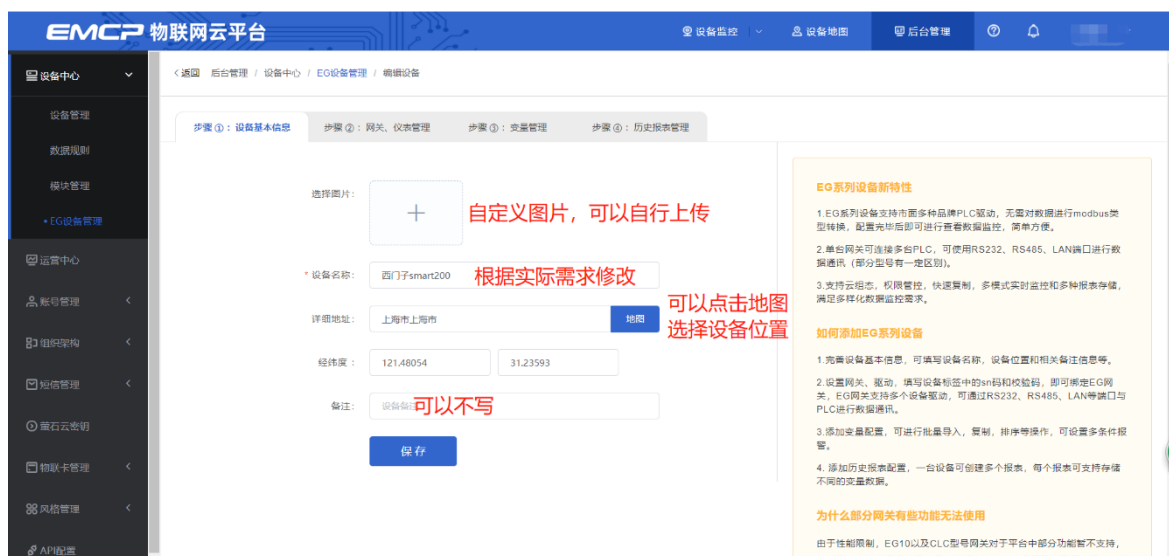 EMCP 物联网云平台
设备监控
设备地图
后台管理
设备中心
设备管理
数据规则
模块管理
• EG设备管理
运营中心
账号管理
组织架构
短信管理
萤石云密钥
物联卡管理
风格管理
API配置
<返回 后台管理 / 设备中心 / EG设备管理 / 编辑设备
步骤①：设备基本信息
步骤②：网关、仪表管理
步骤③：变量管理
步骤④：历史报表管理
选择图片:
自定义图片，可以自行上传
* 设备名称: 西门子smart200
根据实际需求修改
详细地址: 上海市上海市 地图
可以点击地图
选择设备位置
经纬度： 121.48054 31.23593
备注:
可以不写
保存
EG系列设备新特性
1.EG系列设备支持市面多种品牌PLC驱动，无需对数据进行modbus类
型转换，配置完毕后即可进行查看数据监控，简单方便。
2.单台网关可连接多台PLC，可使用RS232、RS485、LAN端口进行数
据通讯（部分型号有一定区别)。
3.支持云组态，权限管控，快速复制，多模式实时监控和多种报表存储，
满足多样化数据监控需求。
如何添加EG系列设备
1.完善设备基本信息，可填写设备名称，设备位置和相关备注信息等。
2.设置网关、驱动，填写设备标签中的sn码和校验码，即可绑定EG网
关，EG网关支持多个设备驱动，可通过RS232、RS485、LAN等端口与
PLC进行数据通讯。
3.添加变量配置，可进行批量导入，复制，排序等操作，可设置多条件报
警。
4. 添加历史报表配置，一台设备可创建多个报表，每个报表可支持存储
不同的变量数据。
为什么部分网关有些功能无法使用
由于性能限制，EG10以及CLC型号网关对于平台中部分功能暂不支持，